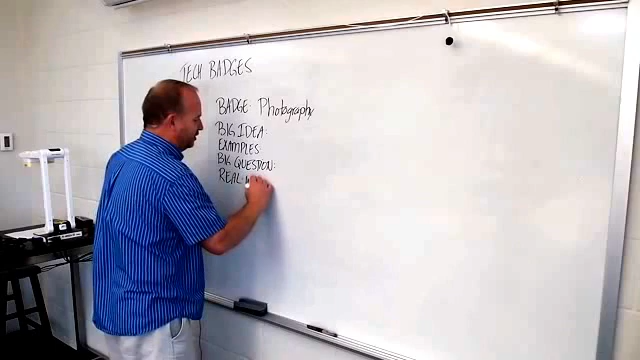 TECH BADGES
BADGE: Photography
BIG IDEA:
EXAMPLES
BIG QUESTION:
REAL